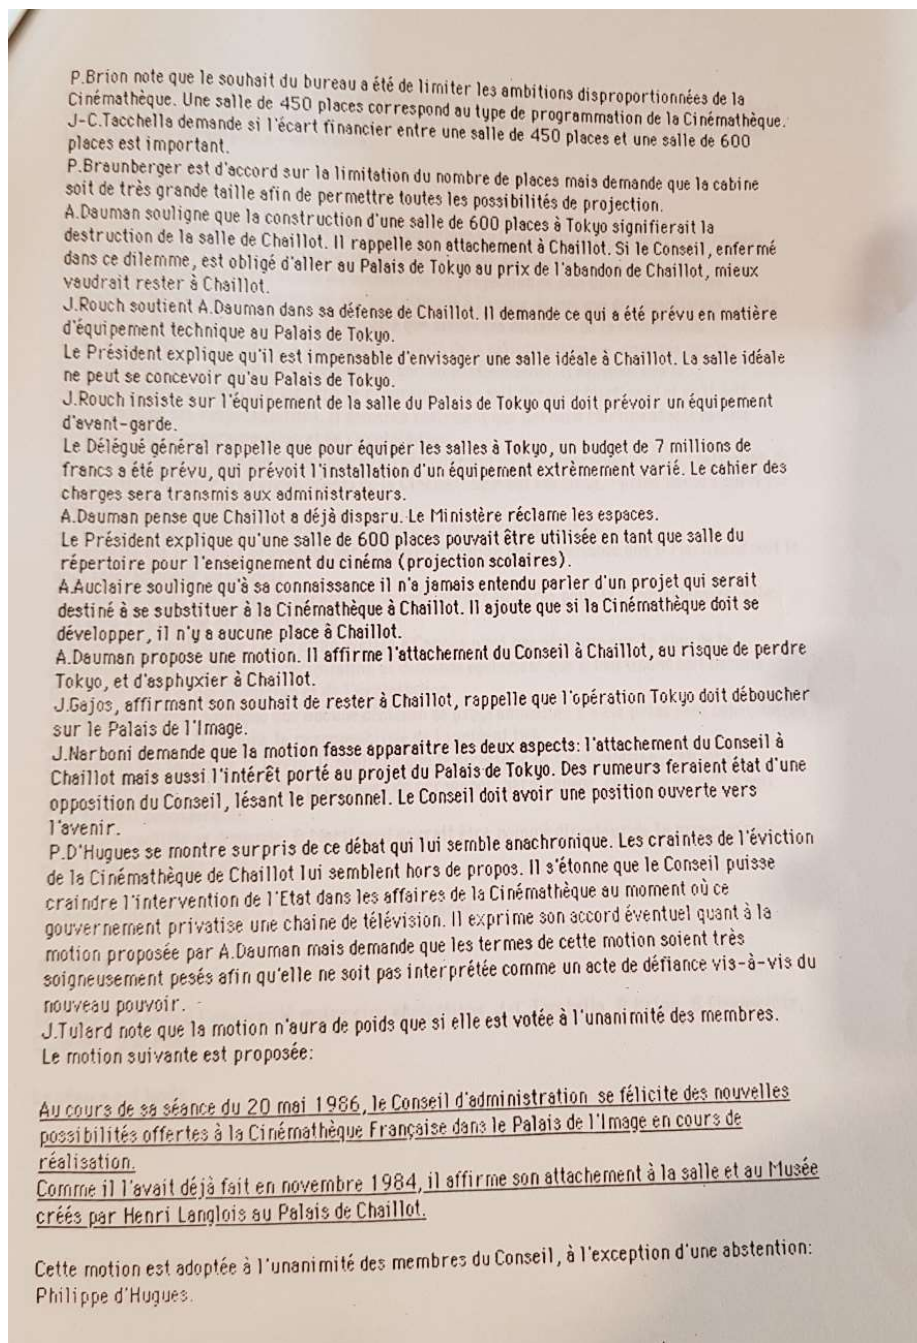 P.Brion note que le souhait du bureau a été de limiter les ambitions disproportionnées de la
Cinémathèque. Une salle de 450 places correspond au type de programmation de la Cinémathèque.
J-C.Tacchella demande si l'écart financier entre une salle de 450 places et une salle de 600
places est important.
P.Braunberger est d'accord sur la limitation du nombre de places mais demande que la cabine
soit de très grande taille afin de permettre toutes les possibilités de projection.
A.Dauman souligne que la construction d'une salle de 600 places à Tokyo signifierait la
destruction de la salle de Chaillot. Il rappelle son attachement à Chaillot. Si le Conseil, enfermé
dans ce dilemme, est obligé d'aller au Palais de Tokyo au prix de l'abandon de Chaillot, mieux
vaudrait rester à Chaillot.
J.Rouch soutient A.Dauman dans sa défense de Chaillot. Il demande ce qui a été prévu en matière
d'équipement technique au Palais de Tokyo.
Le Président explique qu'il est impensable d'envisager une salle idéale à Chaillot. La salle idéale
ne peut se concevoir qu'au Palais de Tokyo.
J.Rouch insiste sur l'équipement de la salle du Palais de Tokyo qui doit prévoir un équipement
d'avant-garde.
Le Délégué général rappelle que pour équiper les salles à Tokyo, un budget de 7 millions de
francs a été prévu, qui prévoit l'installation d'un équipement extrèmement varié. Le cahier des
charges sera transmis aux administrateurs.
A.Dauman pense que Chaillot a déjà disparu. Le Ministère réclame les espaces.
Le Président explique qu'une salle de 600 places pouvait être utilisée en tant que salle du
répertoire pour l'enseignement du cinéma (projection scolaires).
A.Auclaire souligne qu'à sa connaissance il n'a jamais entendu parler d'un projet qui serait
destiné à se substituer à la Cinémathèque à Chaillot. Il ajoute que si la Cinémathèque doit se
développer, il n'y a aucune place à Chaillot.
A.Dauman propose une motion. Il affirme l'attachement du Conseil à Chaillot, au risque de perdre
Tokyo, et d'asphyxier à Chaillot.
J.Gajos, affirmant son souhait de rester à Chaillot, rappelle que l'opération Tokyo doit déboucher
sur le Palais de l'Image.
J.Narboni demande que la motion fasse apparaitre les deux aspects: l'attachement du Conseil à
Chaillot mais aussi l'intérêt porté au projet du Palais de Tokyo. Des rumeurs feraient état d'une
opposition du Conseil, lésant le personnel. Le Conseil doit avoir une position ouverte vers
l'avenir.
P.D'Hugues se montre surpris de ce débat qui lui semble anachronique. Les craintes de l'éviction
de la Cinémathèque de Chaillot lui semblent hors de propos. Il s'étonne que le Conseil puisse
craindre l'intervention de l'Etat dans les affaires de la Cinémathèque au moment où ce
gouvernement privatise une chaine de télévision. Il exprime son accord éventuel quant à la
motion proposée par A.Dauman mais demande que les termes de cette motion soient très
soigneusement pesés afin qu'elle ne soit pas interprétée comme un acte de défiance vis-à-vis du
nouveau pouvoir.
J.Tulard note que la motion n'aura de poids que si elle est votée à l'unanimité des membres.
Le motion suivante est proposée:
Au cours de sa séance du 20 mai 1986, le Conseil d'administration se félicite des nouvelles
possibilités offertes à la Cinémathèque Française dans le Palais de l'Image en cours de
réalisation.
Comme il l'avait déjà fait en novembre 1984, il affirme son attachement à la salle et au Musée
créés par Henri Langlois au Palais de Chaillot.
Cette motion est adoptée à l'unanimité des membres du Conseil, à l'exception d'une abstention:
Philippe d'Hugues.